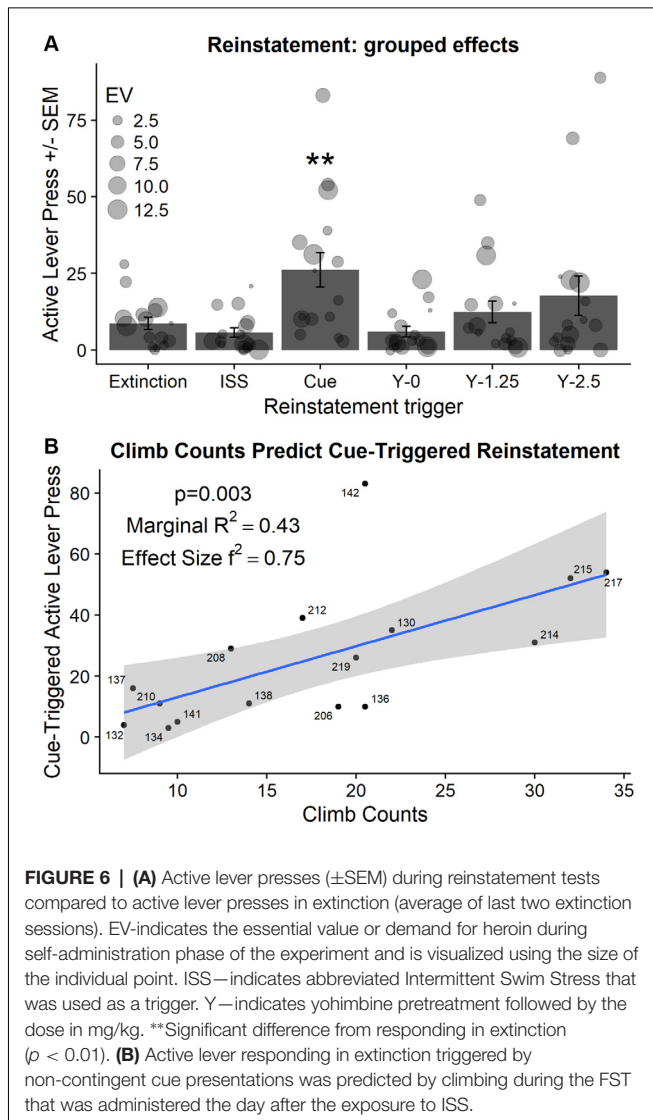 A
Reinstatement: grouped effects
Active Lever Press +/- SEM
EV
2.5
5.0
7.5
10.0
12.5
**
75
50
25
0
Extinction ISS Cue Y-0 Y-1.25 Y-2.5
Reinstatement trigger
B
Climb Counts Predict Cue-Triggered Reinstatement
Cue-Triggered Active Lever Press
p=0.003
Marginal R² = 0.43
Effect Size f² = 0.75
80
60
40
20
0
142
215
217
212
130
208
214
219
137
210
138
136
206
141
132
134
10 15 20 25 30 35
Climb Counts
FIGURE 6 | (A) Active lever presses (±SEM) during reinstatement tests
compared to active lever presses in extinction (average of last two extinction
sessions). EV-indicates the essential value or demand for heroin during
self-administration phase of the experiment and is visualized using the size of
the individual point. ISS—indicates abbreviated Intermittent Swim Stress that
was used as a trigger. Y—indicates yohimbine pretreatment followed by the
dose in mg/kg. **Significant difference from responding in extinction
(p < 0.01). (B) Active lever responding in extinction triggered by
non-contingent cue presentations was predicted by climbing during the FST
that was administered the day after the exposure to ISS.